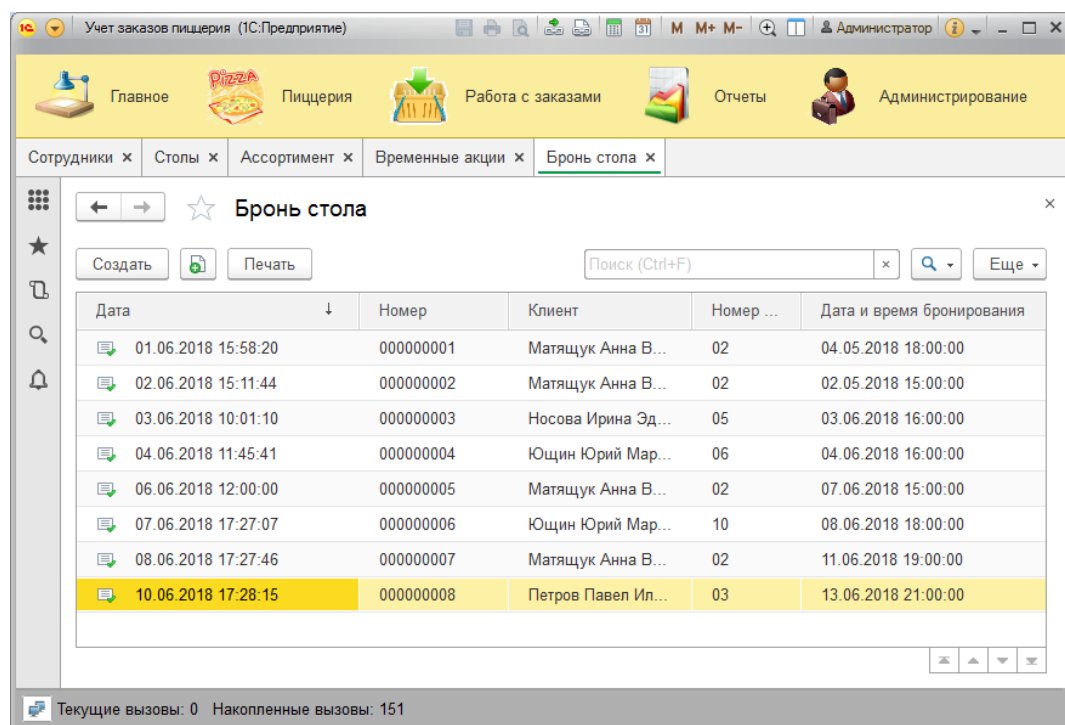 1С Учет заказов пиццерия (1С:Предприятие) 31 M M+ M- Администратор
Главное PIZZA Пиццерия Работа с заказами Отчеты Администрирование
Сотрудники × Столы × Ассортимент × Временные акции × Бронь стола ×
Бронь стола
Создать Печать Поиск (Ctrl+F) × Еще
Дата ↓ Номер Клиент Номер ... Дата и время бронирования
01.06.2018 15:58:20 000000001 Матящук Анна В... 02 04.05.2018 18:00:00
02.06.2018 15:11:44 000000002 Матящук Анна В... 02 02.05.2018 15:00:00
03.06.2018 10:01:10 000000003 Носова Ирина Эд... 05 03.06.2018 16:00:00
04.06.2018 11:45:41 000000004 Ющин Юрий Мар... 06 04.06.2018 16:00:00
06.06.2018 12:00:00 000000005 Матящук Анна В... 02 07.06.2018 15:00:00
07.06.2018 17:27:07 000000006 Ющин Юрий Мар... 10 08.06.2018 18:00:00
08.06.2018 17:27:46 000000007 Матящук Анна В... 02 11.06.2018 19:00:00
10.06.2018 17:28:15 000000008 Петров Павел Ил... 03 13.06.2018 21:00:00
Текущие вызовы: 0 Накопленные вызовы: 151